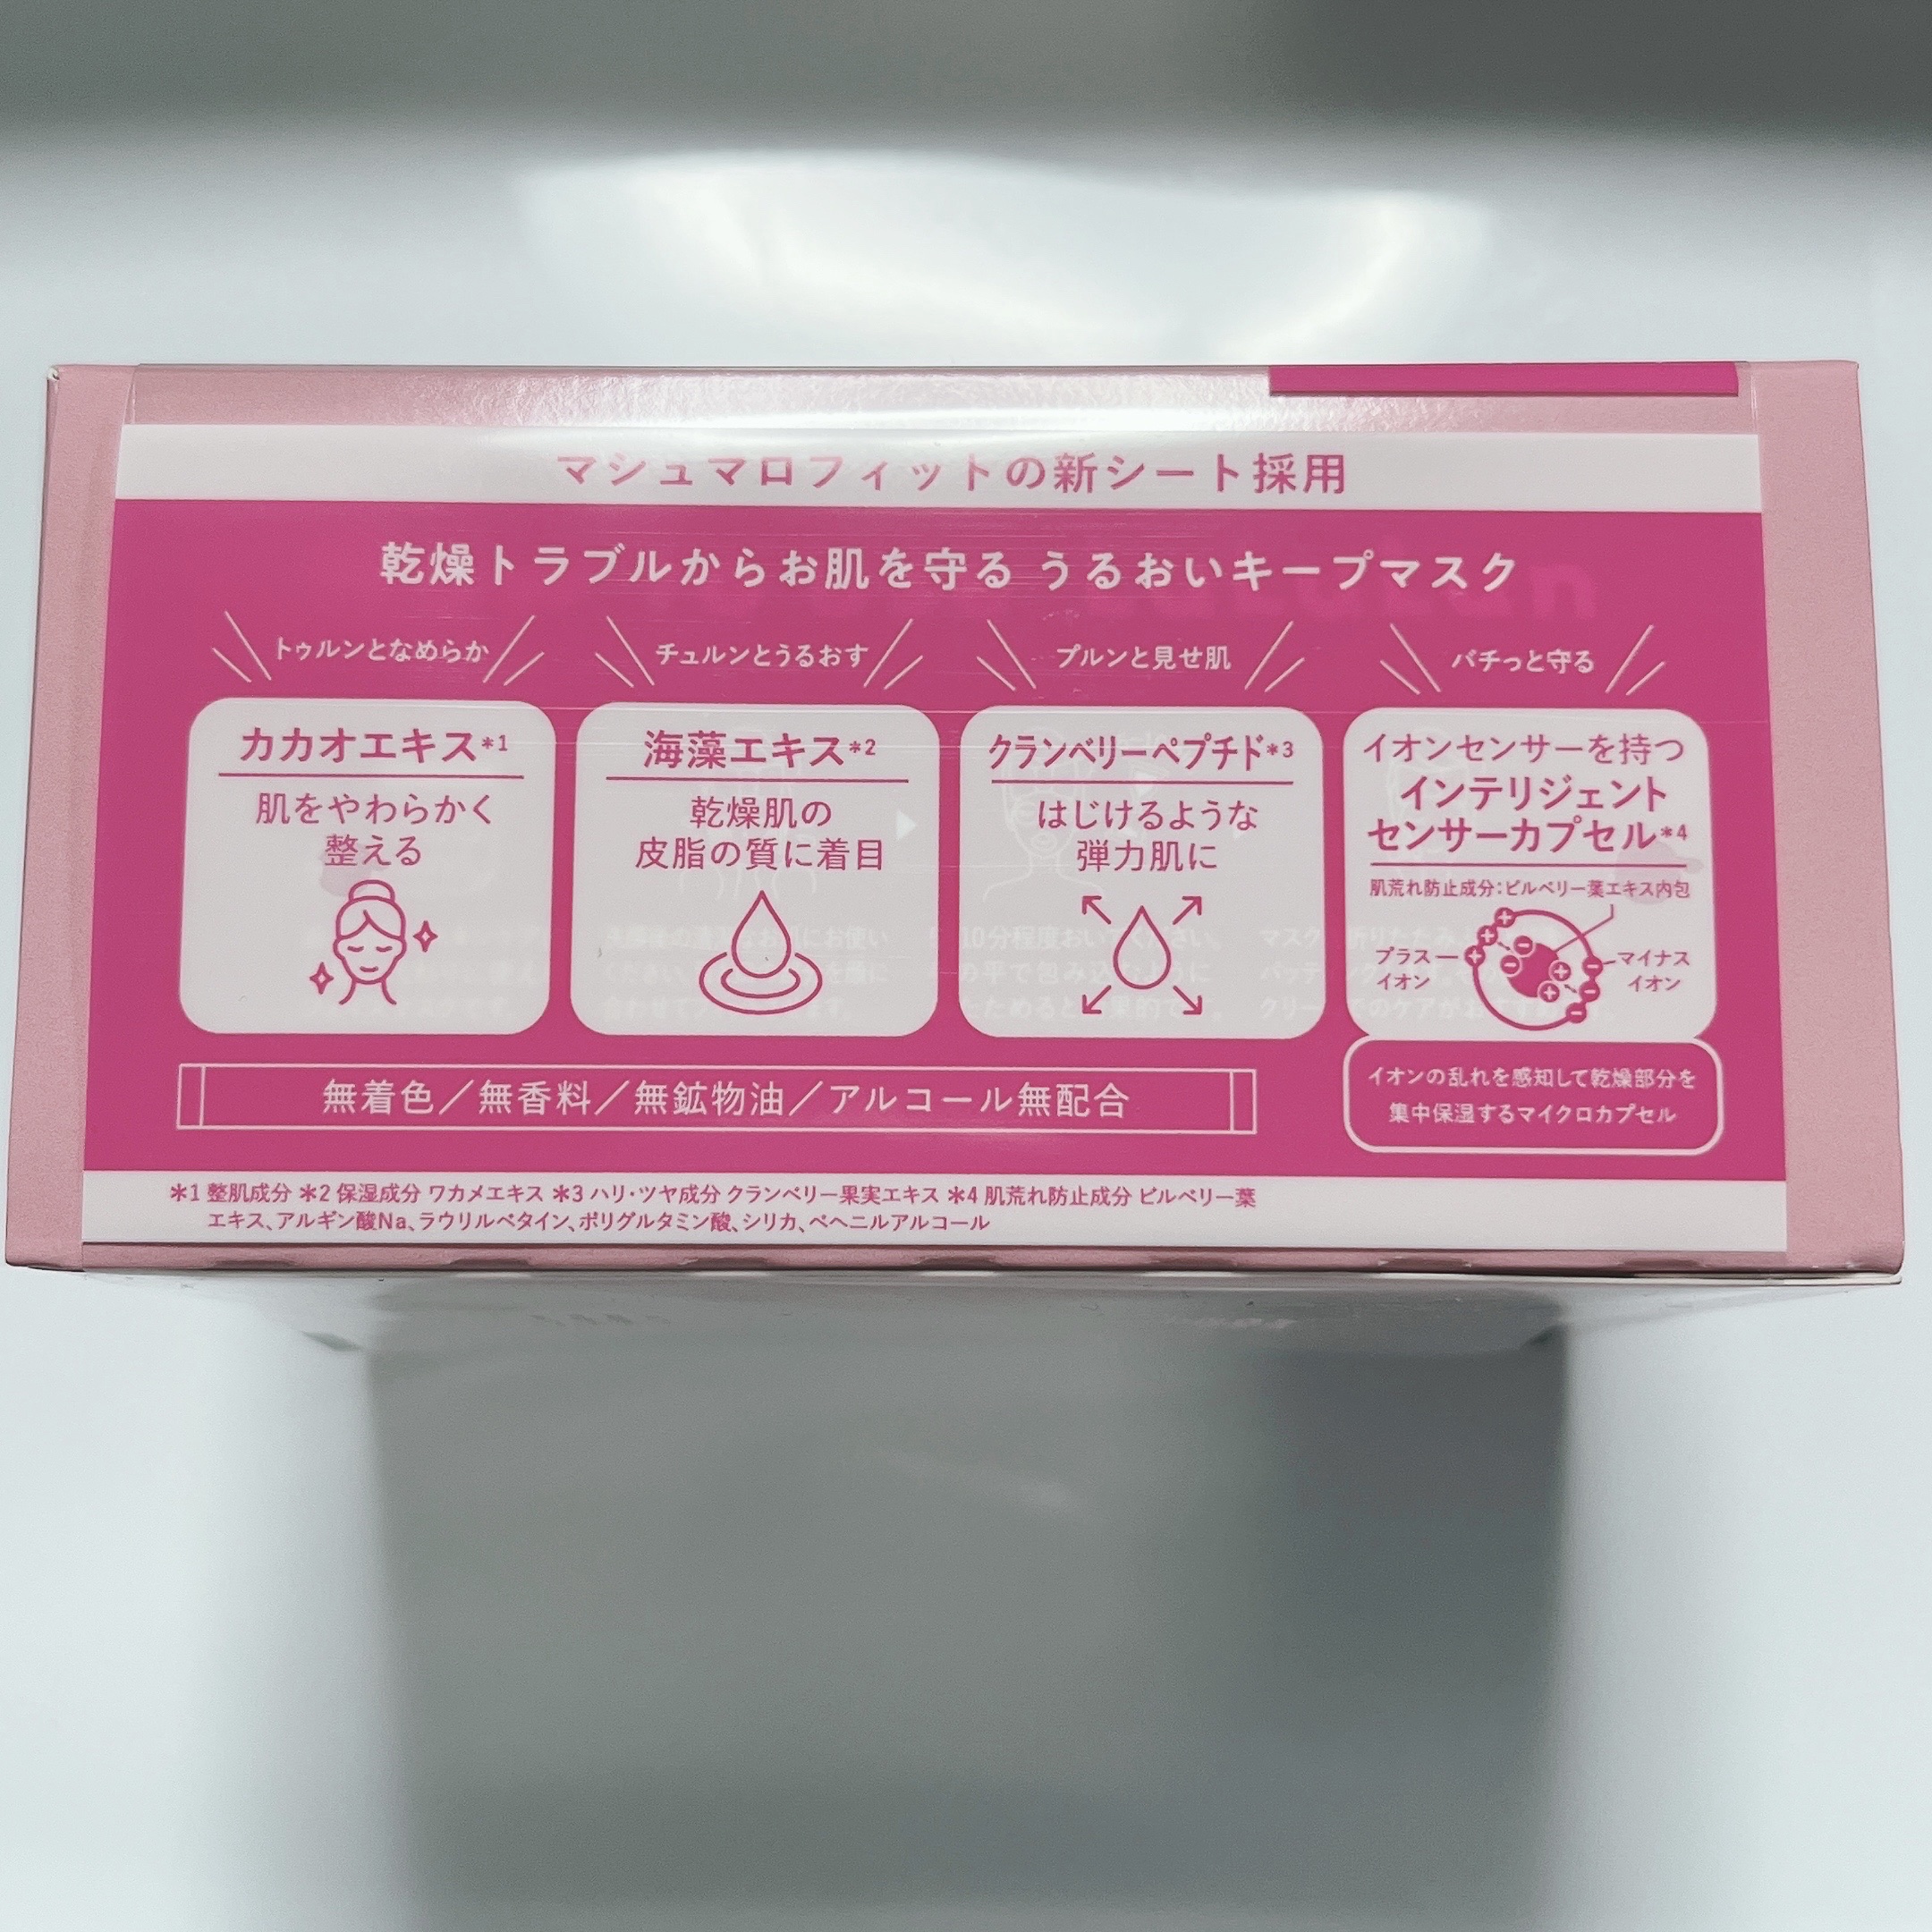 マシュマロフィットの新シート採用
乾燥トラブルからお肌を守る うるおいキープマスク
トゥルンとなめらか
チュルンとうるおす
プルンと見せ肌
バチっと守る
カカオエキス*1
肌をやわらかく
整える
海藻エキス*2
乾燥肌の
皮脂の質に着目
クランベリーペプチド*3
はじけるような
弾力肌に
イオンセンサーを持つ
インテリジェント
センサーカプセル*4
肌荒れ防止成分:ビルベリー葉エキス内包
プラス
イオン
マイナス
イオン
イオンの乱れを感知して乾燥部分を
集中保湿するマイクロカプセル
無着色/無香料/無鉱物油/アルコール無配合
*1 整肌成分 *2 保湿成分 ワカメエキス *3 ハリ・ツヤ成分 クランベリー果実エキス *4 肌荒れ防止成分 ビルベリー葉
エキス、アルギン酸Na、ラウリルベタイン、ポリグルタミン酸、シリカ、ベヘニルアルコール